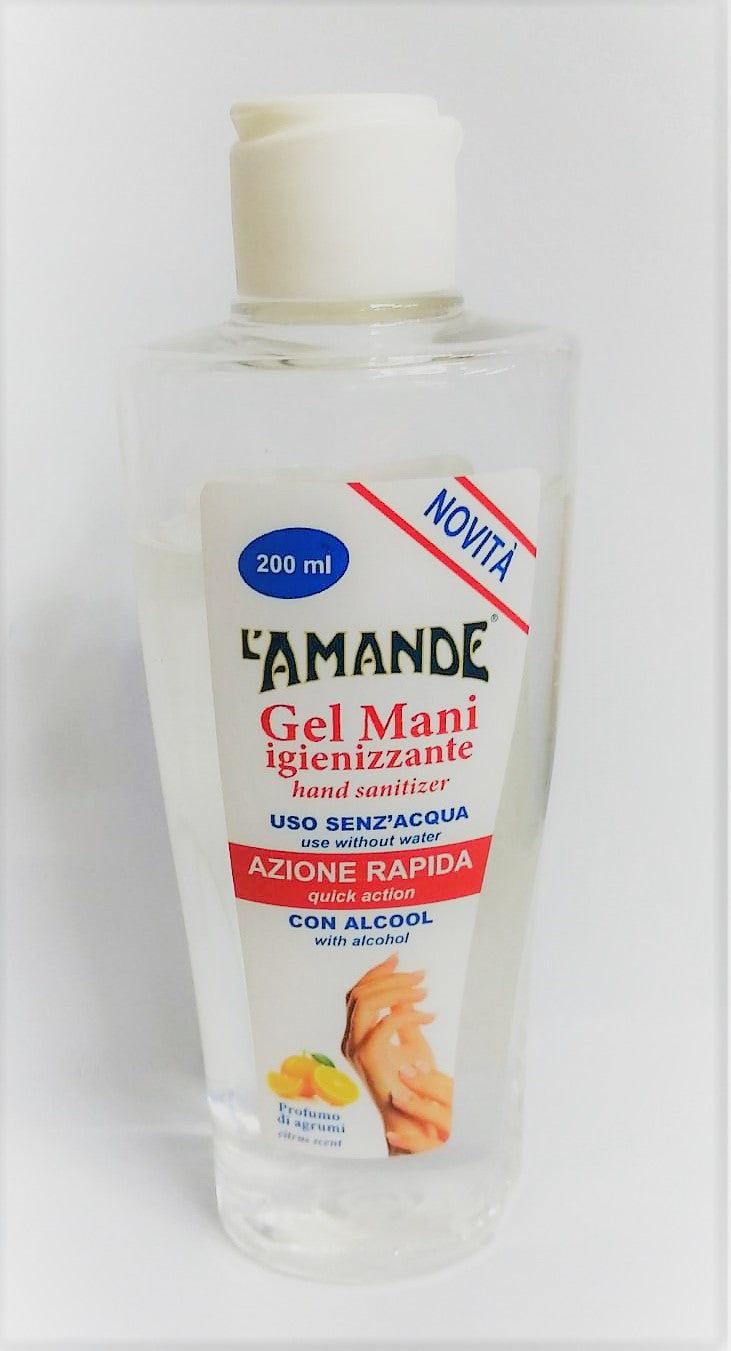 NOVITÀ
200 ml
L'AMANDE®
Gel Mani
igienizzante
hand sanitizer
USO SENZ'ACQUA
use without water
AZIONE RAPIDA
quick action
CON ALCOOL
with alcohol
Profumo
di agrumi
citrus scent